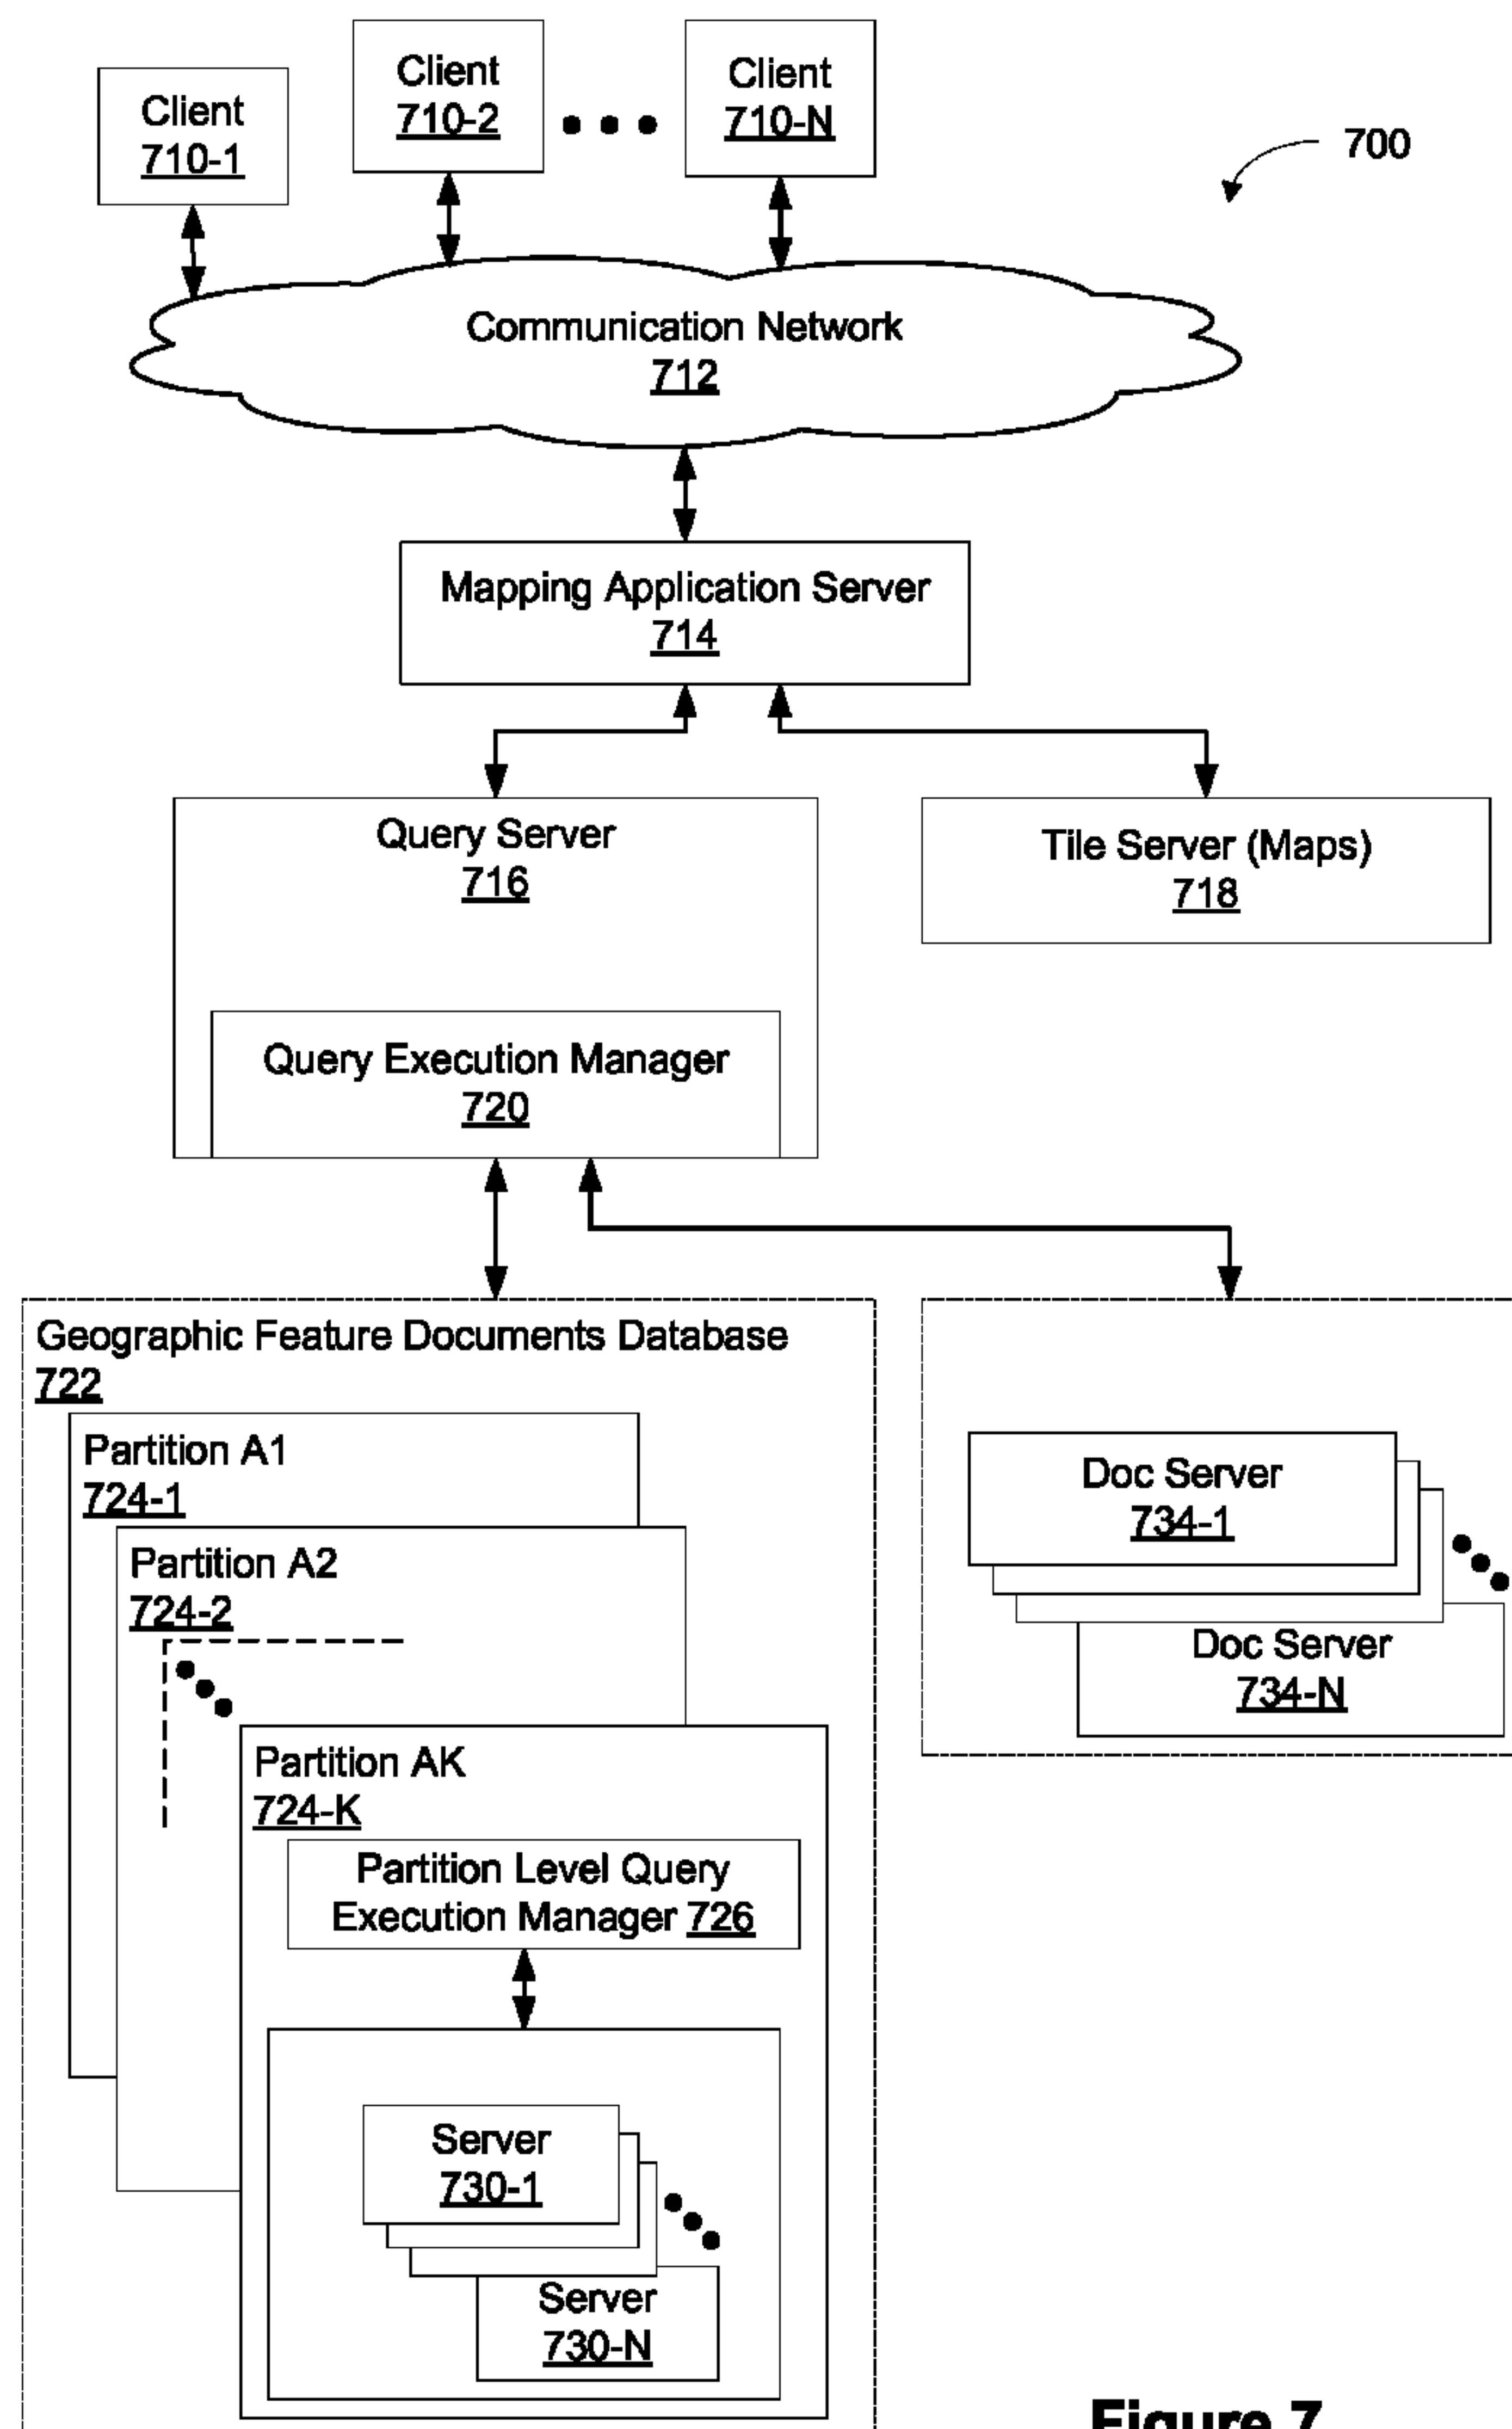 Client
710-1
Client
710-2
Client
710-N
700
Communication Network
712
Mapping Application Server
714
Query Server
716
Tile Server (Maps)
718
Query Execution Manager
720
Geographic Feature Documents Database
722
Partition A1
724-1
Partition A2
724-2
Partition AK
724-K
Partition Level Query
Execution Manager 726
Server
730-1
Server
730-N
Doc Server
734-1
Doc Server
734-N
Figure 7